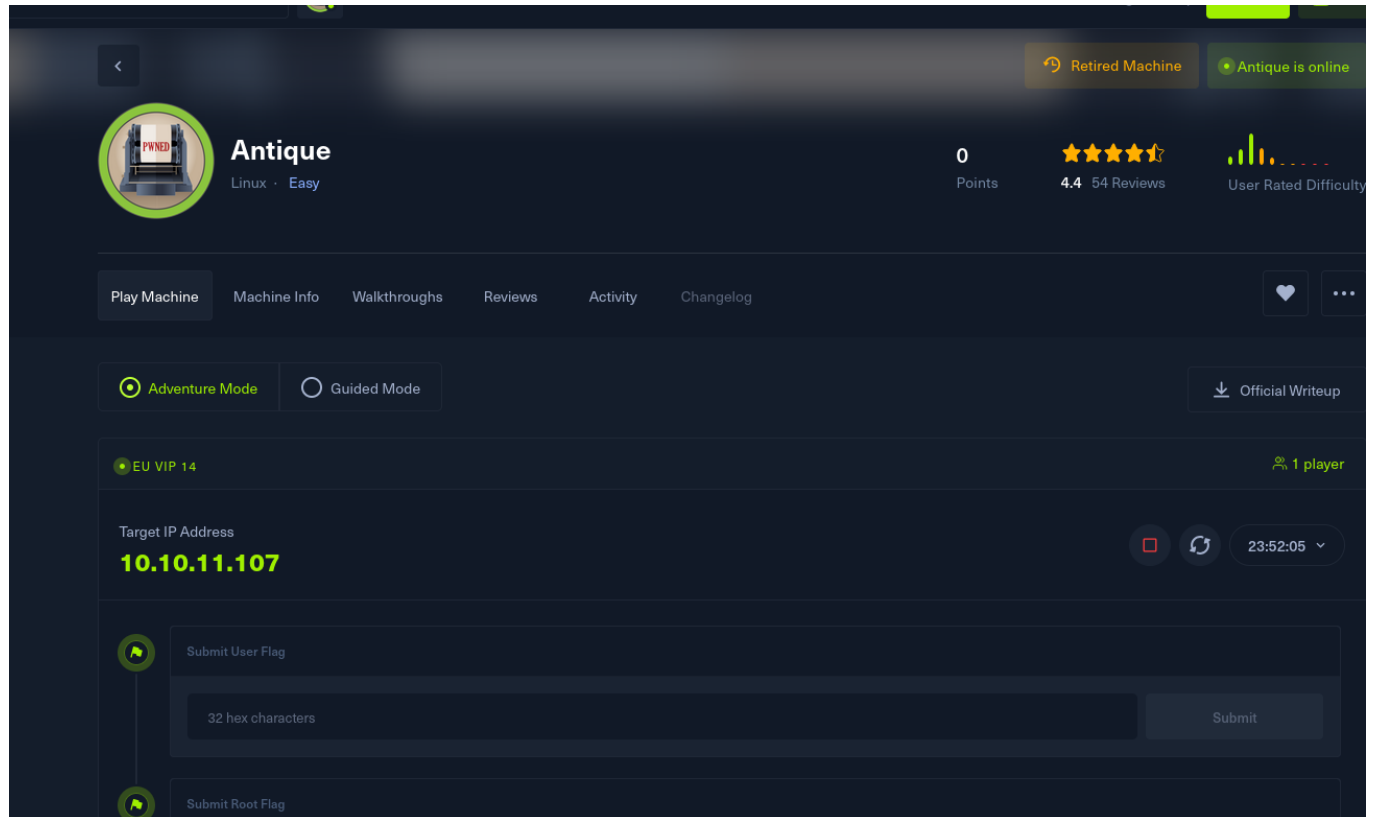 Retired Machine
Antique is online
PWNED
Antique
Linux · Easy
0
Points
4.4 54 Reviews
User Rated Difficulty
Play Machine Machine Info Walkthroughs Reviews Activity Changelog
Adventure Mode Guided Mode
Official Writeup
EU VIP 14
1 player
Target IP Address
10.10.11.107
23:52:05
Submit User Flag
32 hex characters
Submit
Submit Root Flag